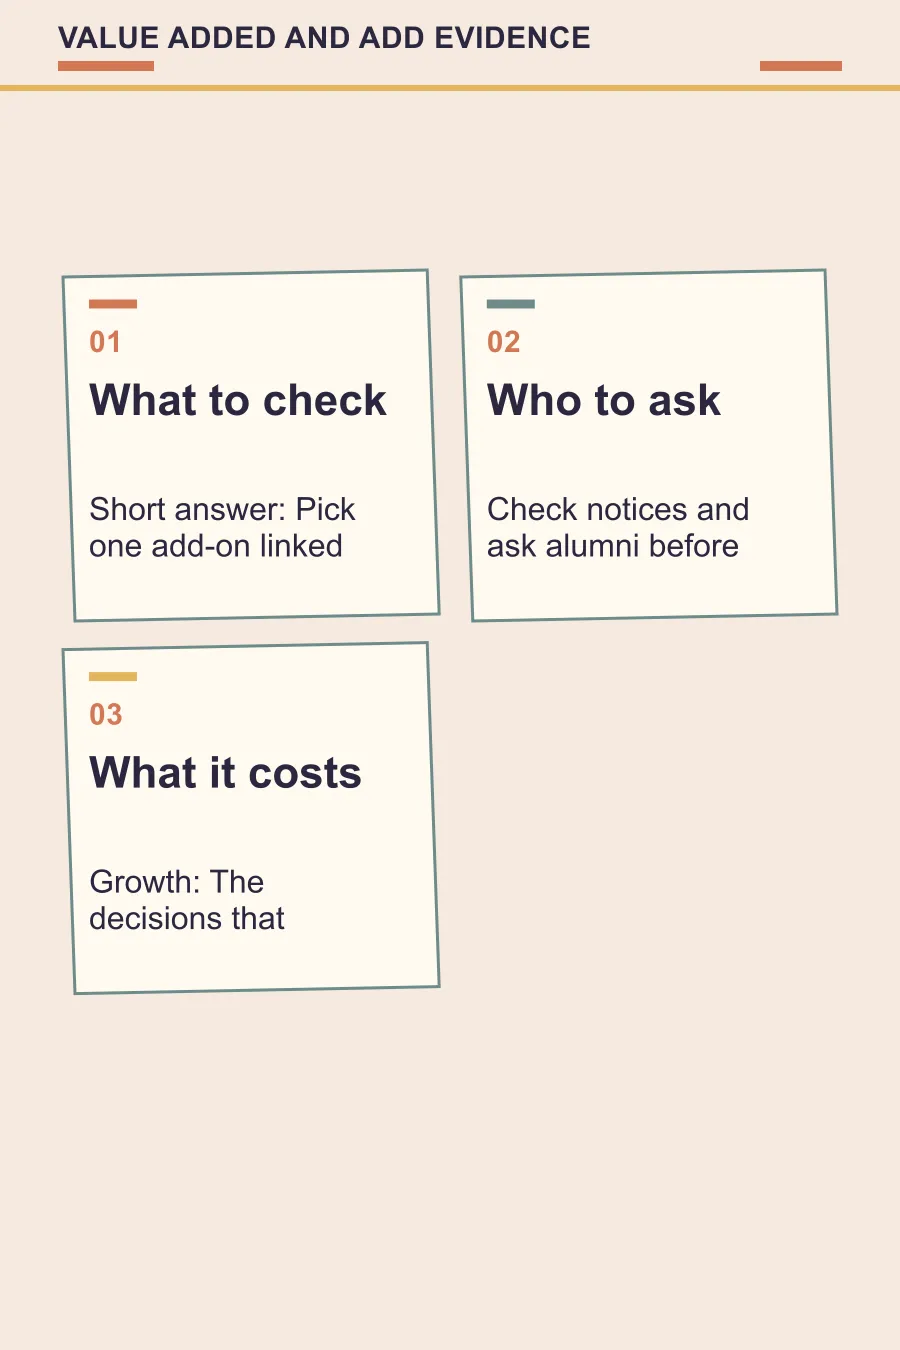 VALUE ADDED AND ADD EVIDENCE
01
What to check
Short answer: Pick
one add-on linked
02
Who to ask
Check notices and
ask alumni before
03
What it costs
Growth: The
decisions that